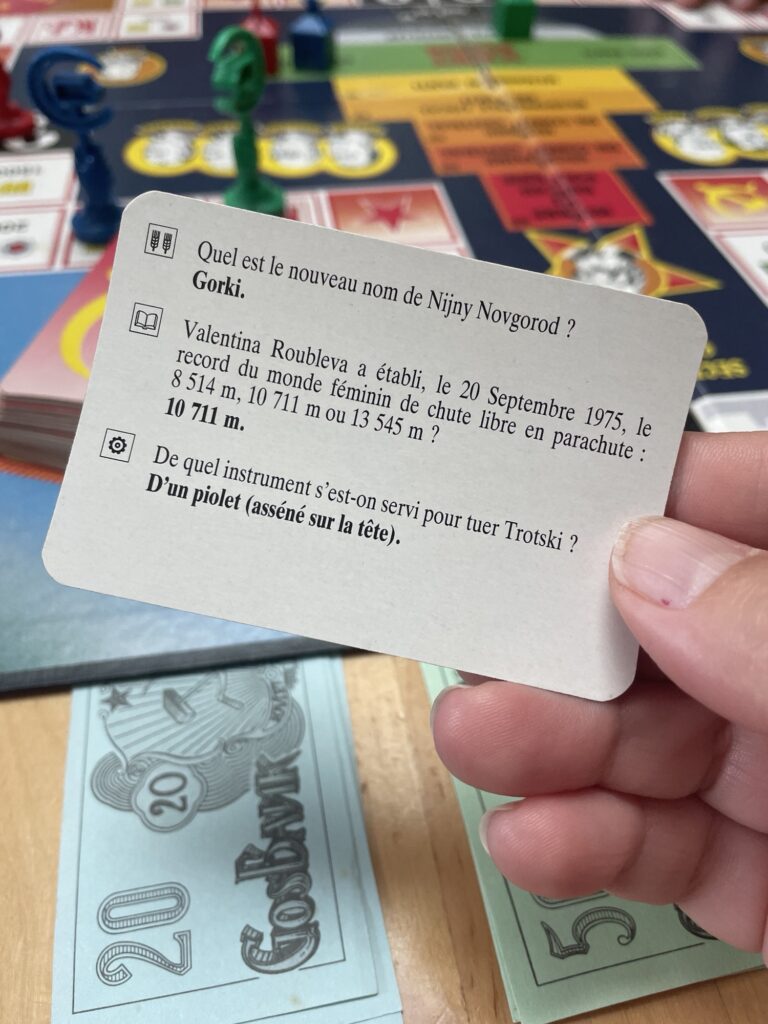 Quel est le nouveau nom de Nijny Novgorod ?
Gorki.
Valentina Roubleva a établi, le 20 Septembre 1975, le
record du monde féminin de chute libre en parachute :
8 514 m, 10 711 m ou 13 545 m ?
10 711 m.
De quel instrument s'est-on servi pour tuer Trotski ?
D'un piolet (asséné sur la tête).
20
20
GOSBANK
50